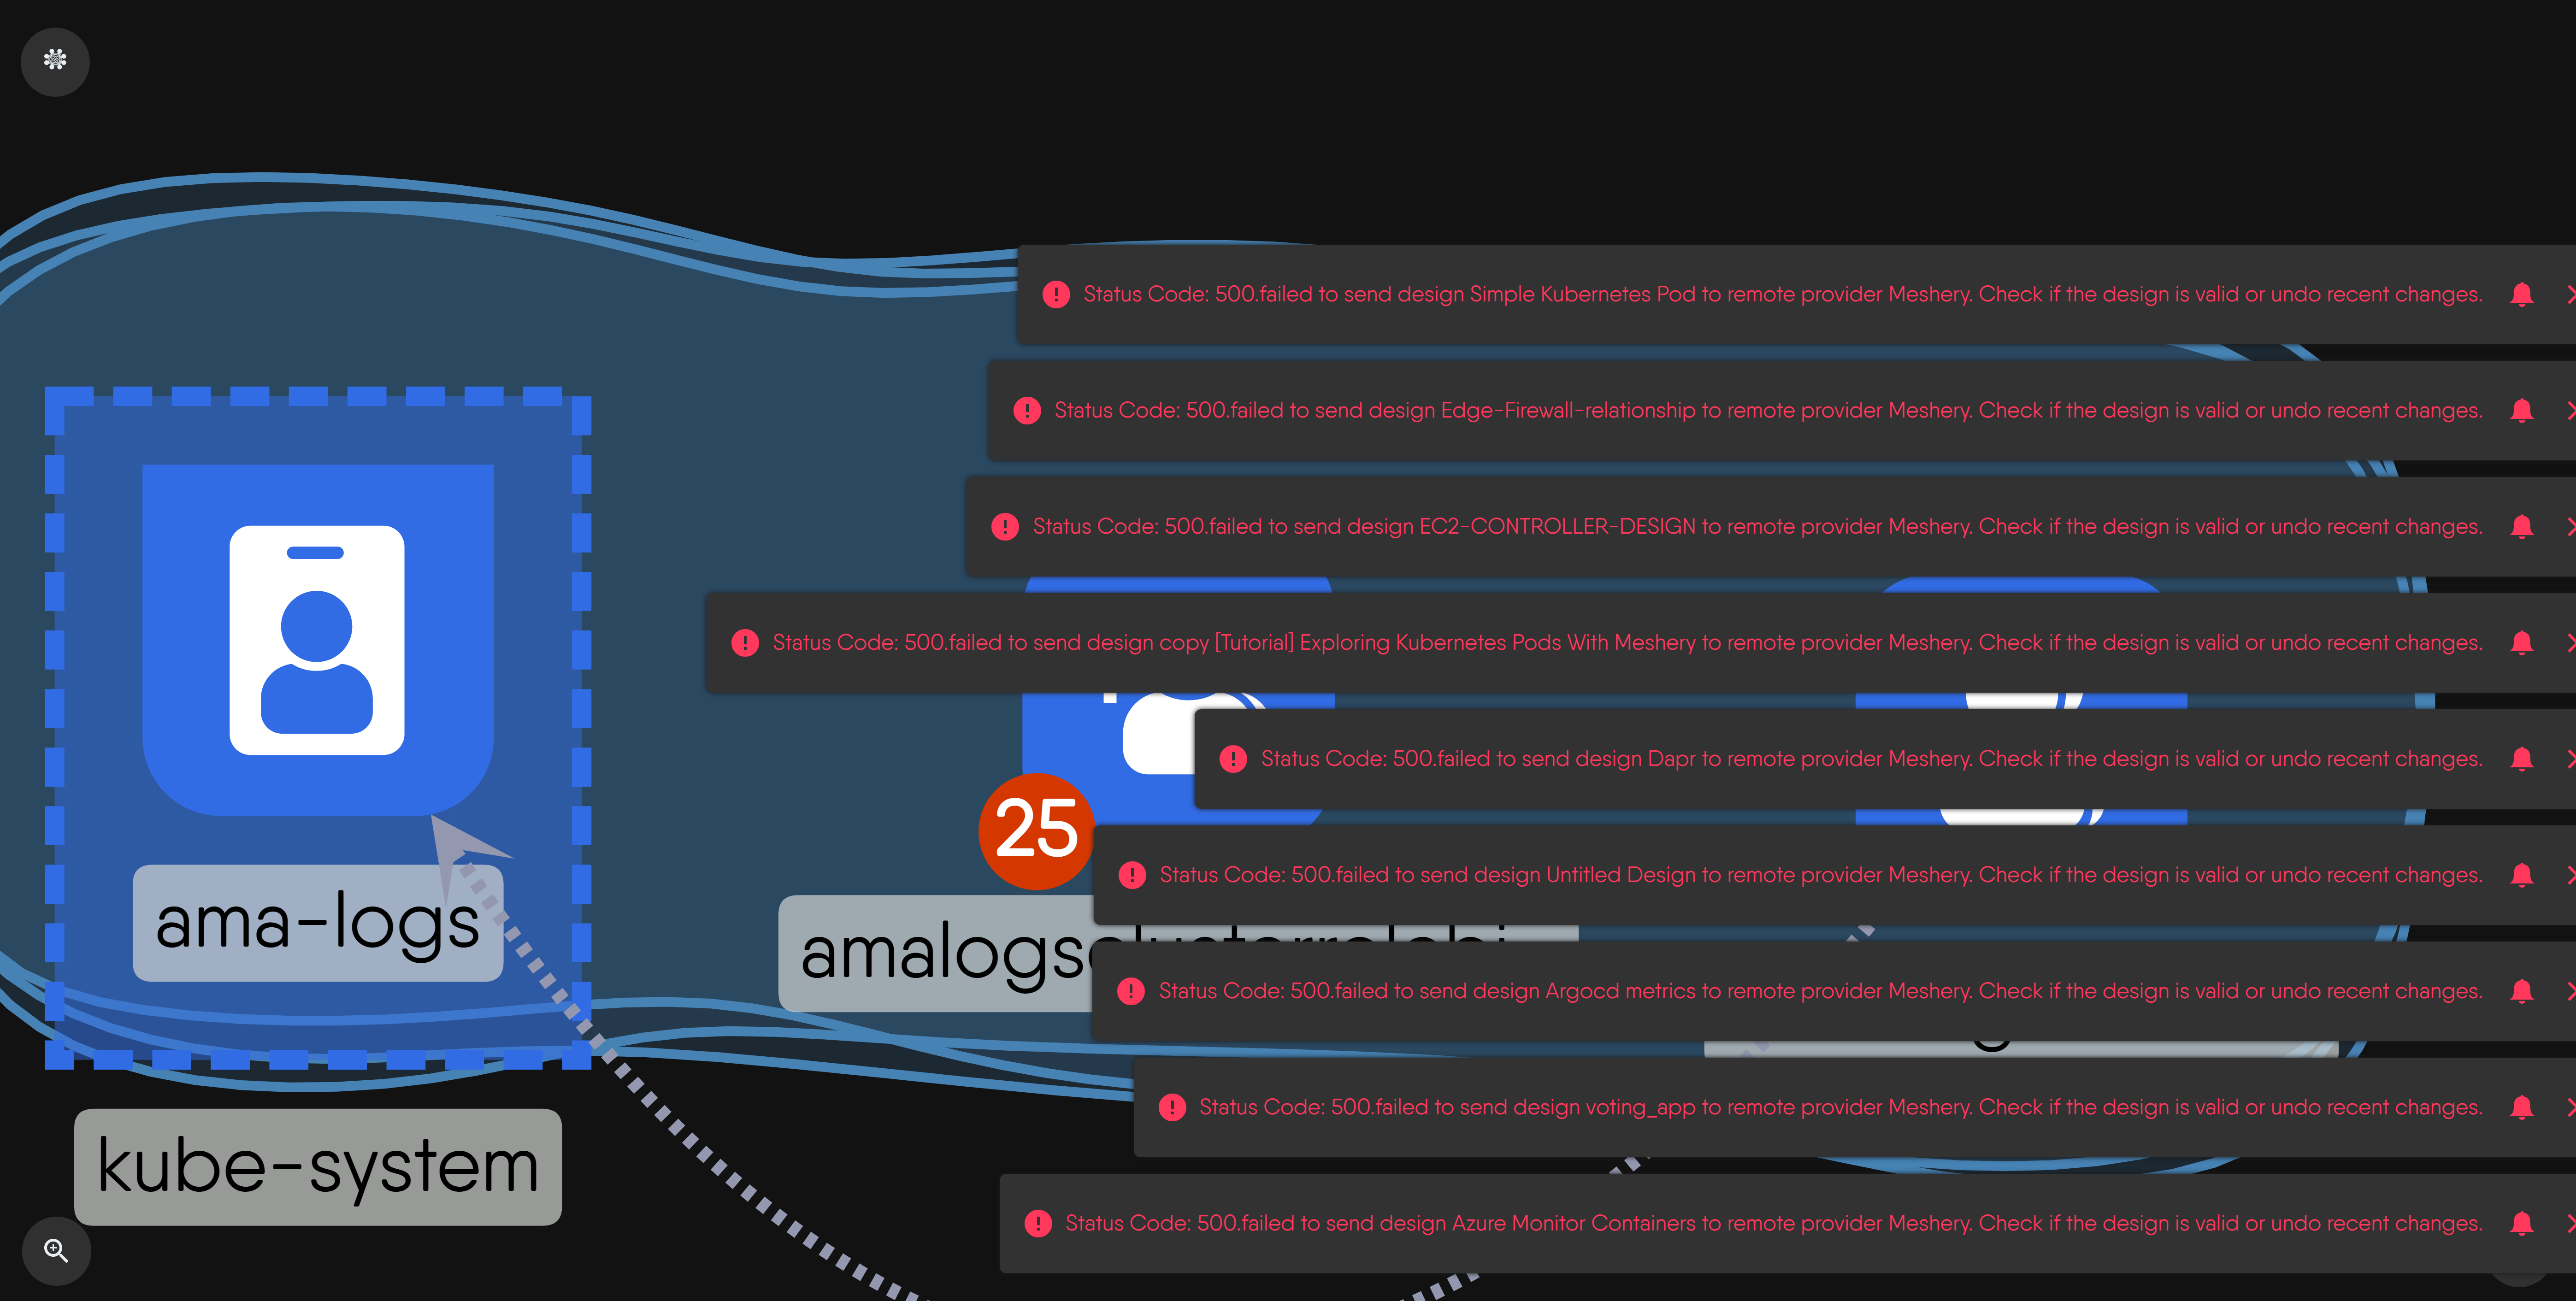 Status Code: 500.failed to send design Simple Kubernetes Pod to remote provider Meshery. Check if the design is valid or undo recent changes.
Status Code: 500.failed to send design Edge-Firewall-relationship to remote provider Meshery. Check if the design is valid or undo recent changes.
Status Code: 500.failed to send design EC2-CONTROLLER-DESIGN to remote provider Meshery. Check if the design is valid or undo recent changes.
Status Code: 500.failed to send design copy [Tutorial] Exploring Kubernetes Pods With Meshery to remote provider Meshery. Check if the design is valid or undo recent changes.
Status Code: 500.failed to send design Dapr to remote provider Meshery. Check if the design is valid or undo recent changes.
25
Status Code: 500.failed to send design Untitled Design to remote provider Meshery. Check if the design is valid or undo recent changes.
ama-logs
Status Code: 500.failed to send design Argocd metrics to remote provider Meshery. Check if the design is valid or undo recent changes.
Status Code: 500.failed to send design voting_app to remote provider Meshery. Check if the design is valid or undo recent changes.
kube-system
Status Code: 500.failed to send design Azure Monitor Containers to remote provider Meshery. Check if the design is valid or undo recent changes.